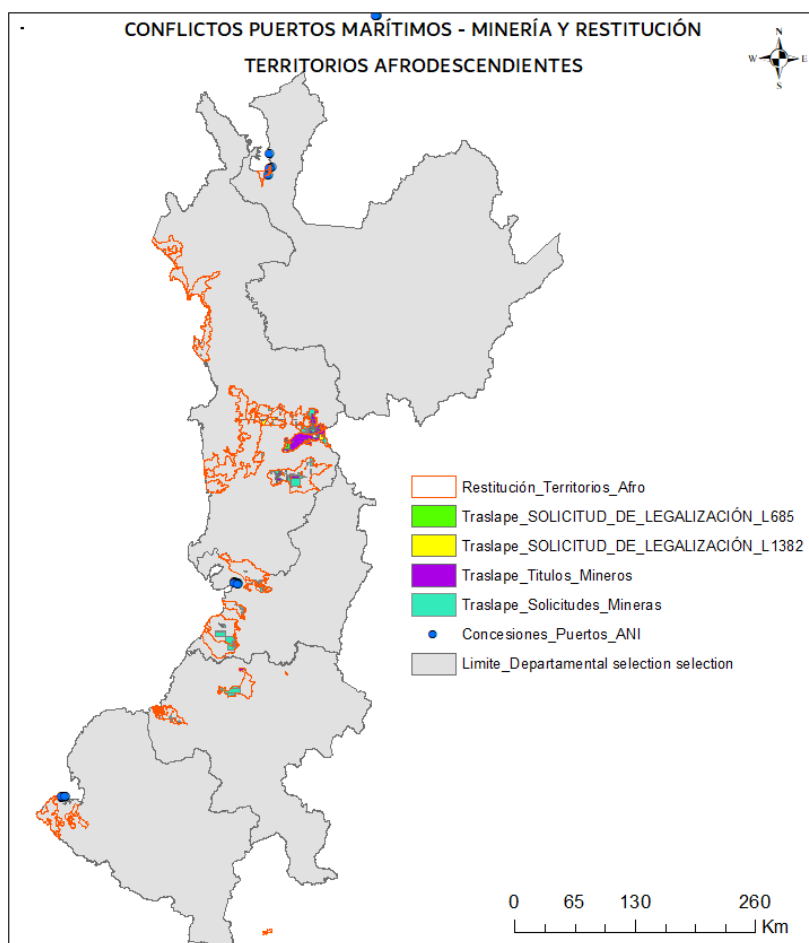 CONFLICTOS PUERTOS MARÍTIMOS - MINERÍA Y RESTITUCIÓN
TERRITORIOS AFRODESCENDIENTES
N
W E
S
Restitución_Territorios_Afro
Traslape_SOLICITUD_DE_LEGALIZACIÓN_L685
Traslape_SOLICITUD_DE_LEGALIZACIÓN_L1382
Traslape_Titulos_Mineros
Traslape_Solicitudes_Mineras
Concesiones_Puertos_ANI
Limite_Departamental selection selection
0 65 130 260
Km